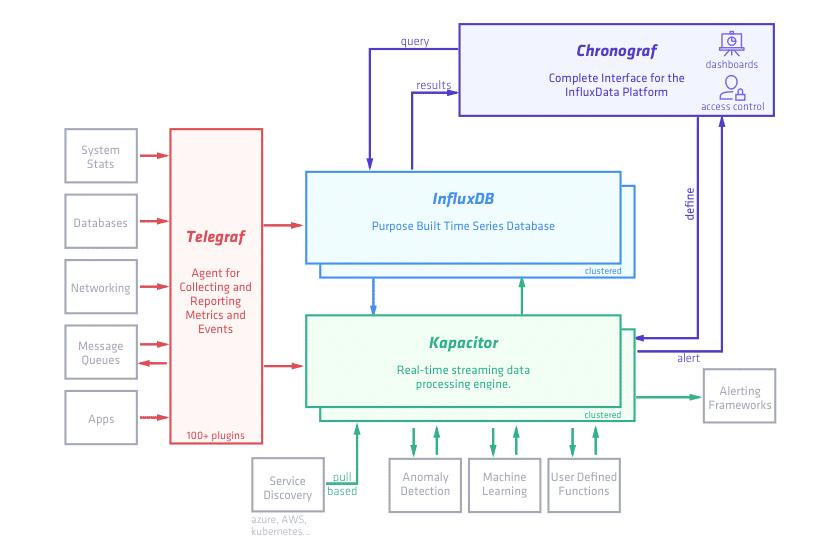 query
results
Chronograf
Complete Interface for the
InfluxData Platform
dashboards
access control
System
Stats
Databases
Networking
Message
Queues
Apps
Telegraf
Agent for
Collecting and
Reporting
Metrics and
Events
100+ plugins
InfluxDB
Purpose Built Time Series Database
clustered
define
Kapacitor
Real-time streaming data
processing engine.
clustered
alert
Alerting
Frameworks
Service
Discovery
azure, AWS,
kubernetes...
pull
based
Anomaly
Detection
Machine
Learning
User Defined
Functions